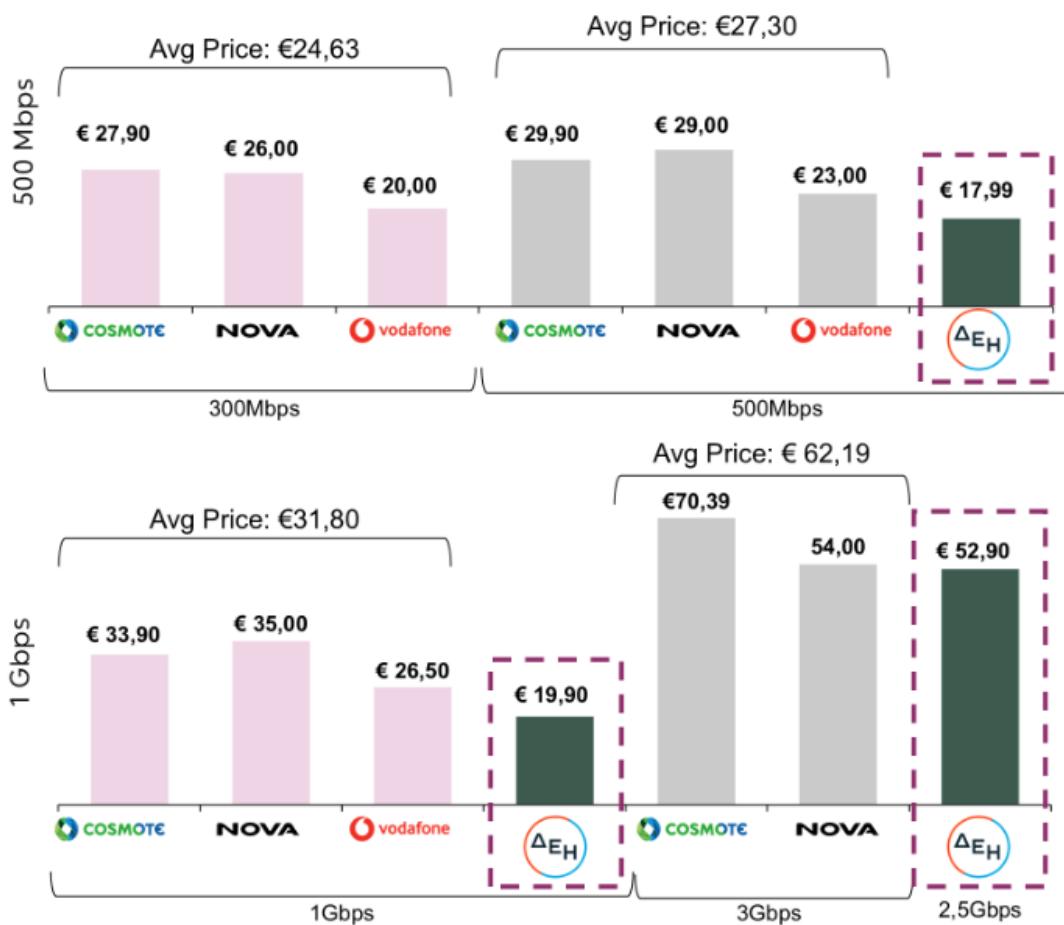 Avg Price: €24,63
Avg Price: €27,30
500 Mbps
€ 27,90
€ 26,00
€ 20,00
€ 29,90
€ 29,00
€ 23,00
€ 17,99
COSMOTE
NOVA
vodafone
COSMOTE
NOVA
vodafone
ΔΕΗ
300Mbps
500Mbps
Avg Price: €31,80
Avg Price: € 62,19
1 Gbps
€ 33,90
€ 35,00
€ 26,50
€ 19,90
€70,39
54,00
€ 52,90
COSMOTE
NOVA
vodafone
ΔΕΗ
COSMOTE
NOVA
ΔΕΗ
1Gbps
3Gbps
2,5Gbps